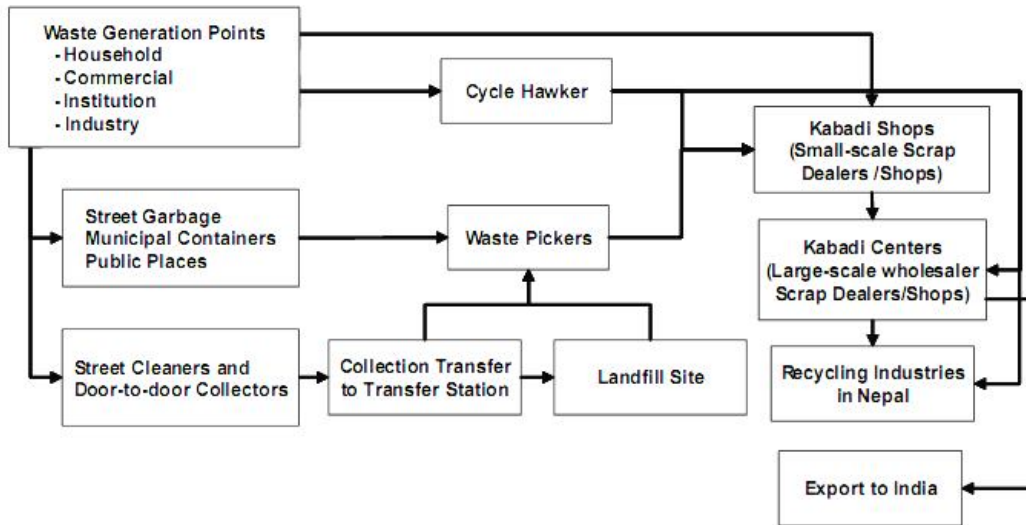 Waste Generation Points
- Household
- Commercial
- Institution
- Industry
Cycle Hawker
Kabadi Shops
(Small-scale Scrap
Dealers /Shops)
Street Garbage
Municipal Containers
Public Places
Waste Pickers
Kabadi Centers
(Large-scale wholesaler
Scrap Dealers/Shops)
Street Cleaners and
Door-to-door Collectors
Collection Transfer
to Transfer Station
Landfill Site
Recycling Industries
in Nepal
Export to India